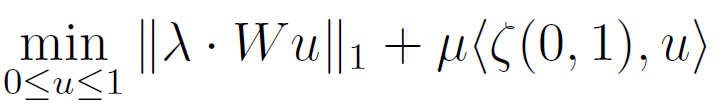 min 0≤u≤1 ‖λ · Wu‖₁ + μ⟨ζ(0, 1), u⟩